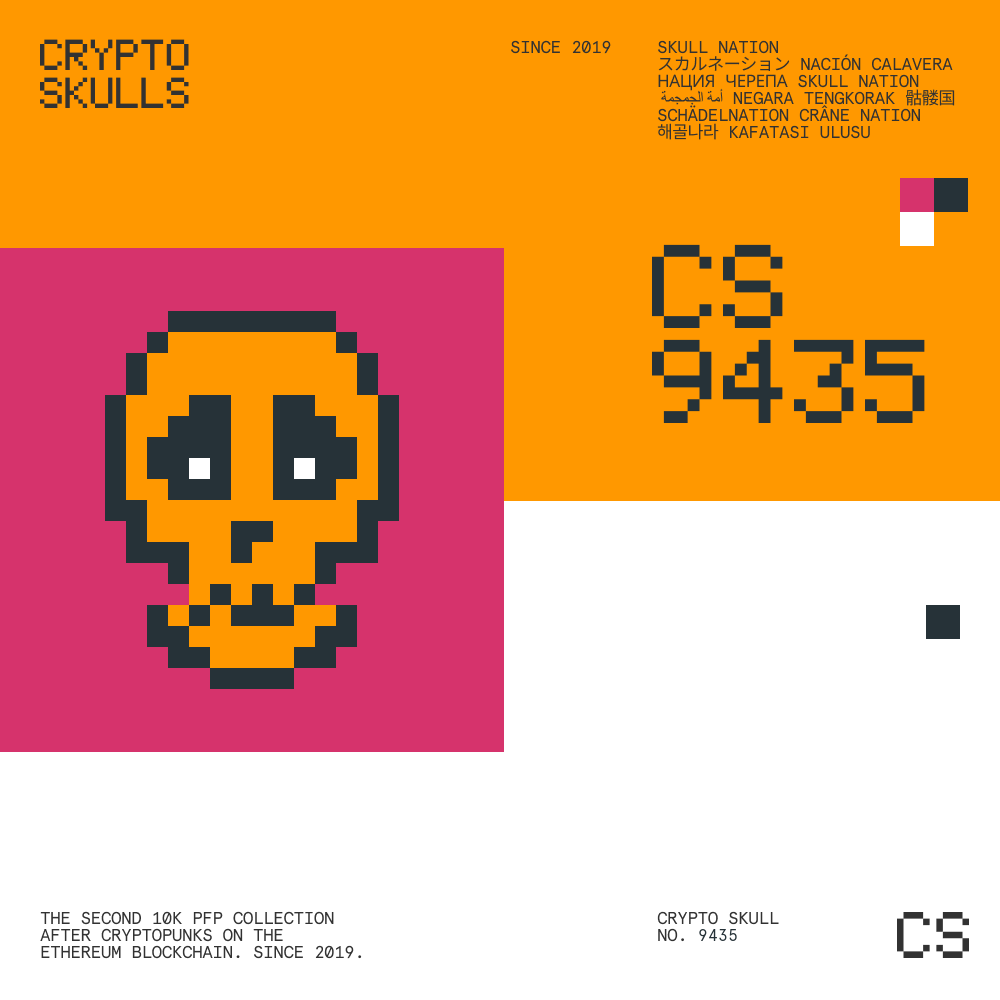 CRYPTO
SKULLS
SINCE 2019
SKULL NATION
スカルネーション NACIÓN CALAVERA
НАЦИЯ ЧЕРЕПА SKULL NATION
أمة الجمجمة NEGARA TENGKORAK 骷髅国
SCHÄDELNATION CRÂNE NATION
해골나라 KAFATASI ULUSU
CS
9435
THE SECOND 10K PFP COLLECTION
AFTER CRYPTOPUNKS ON THE
ETHEREUM BLOCKCHAIN. SINCE 2019.
CRYPTO SKULL
NO. 9435
CS